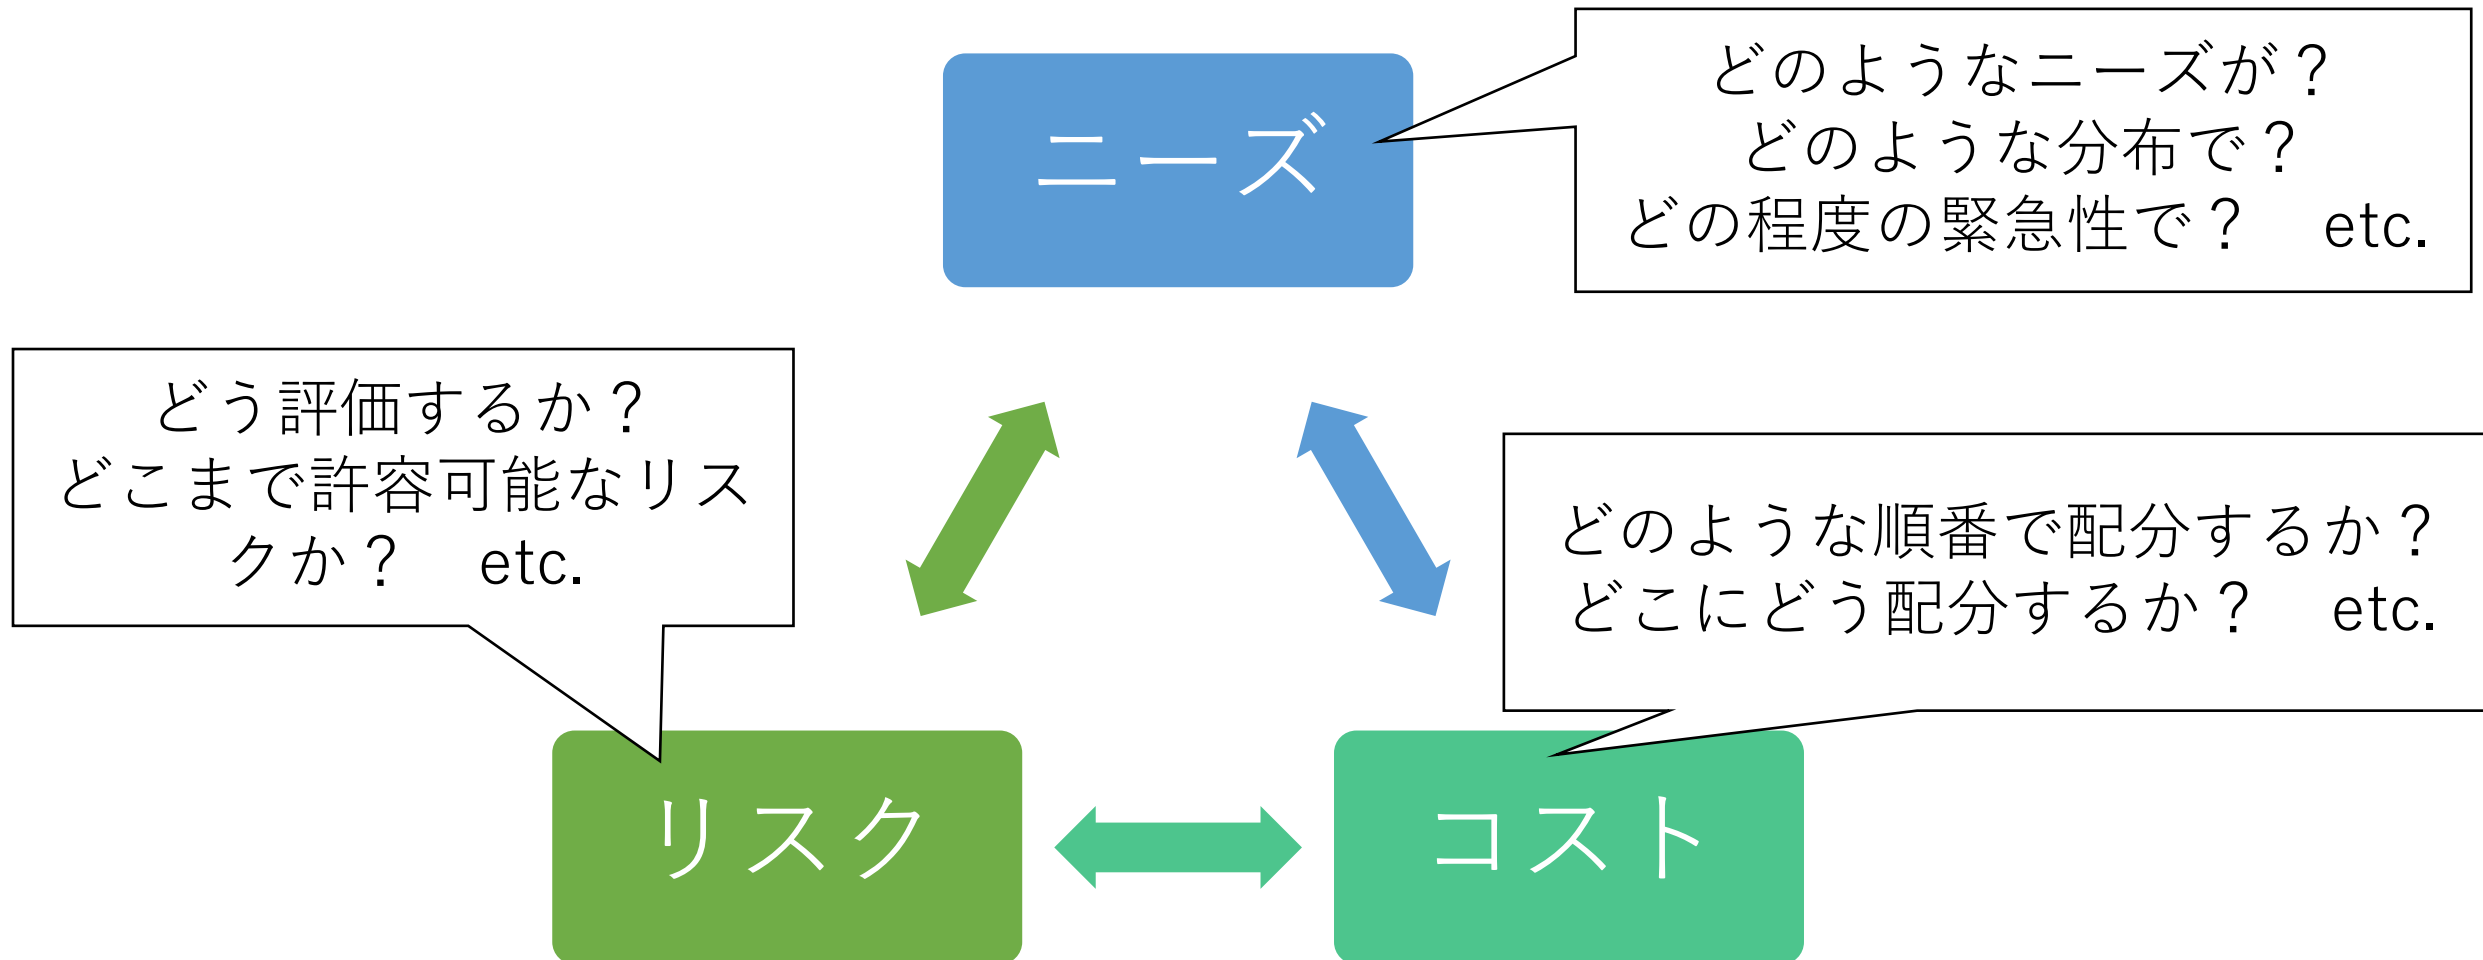 ニーズ
どのようなニーズが？
どのような分布で？
どの程度の緊急性で？　etc.
どう評価するか？
どこまで許容可能なリス
クか？　etc.
どのような順番で配分するか？
どこにどう配分するか？　etc.
リスク
コスト